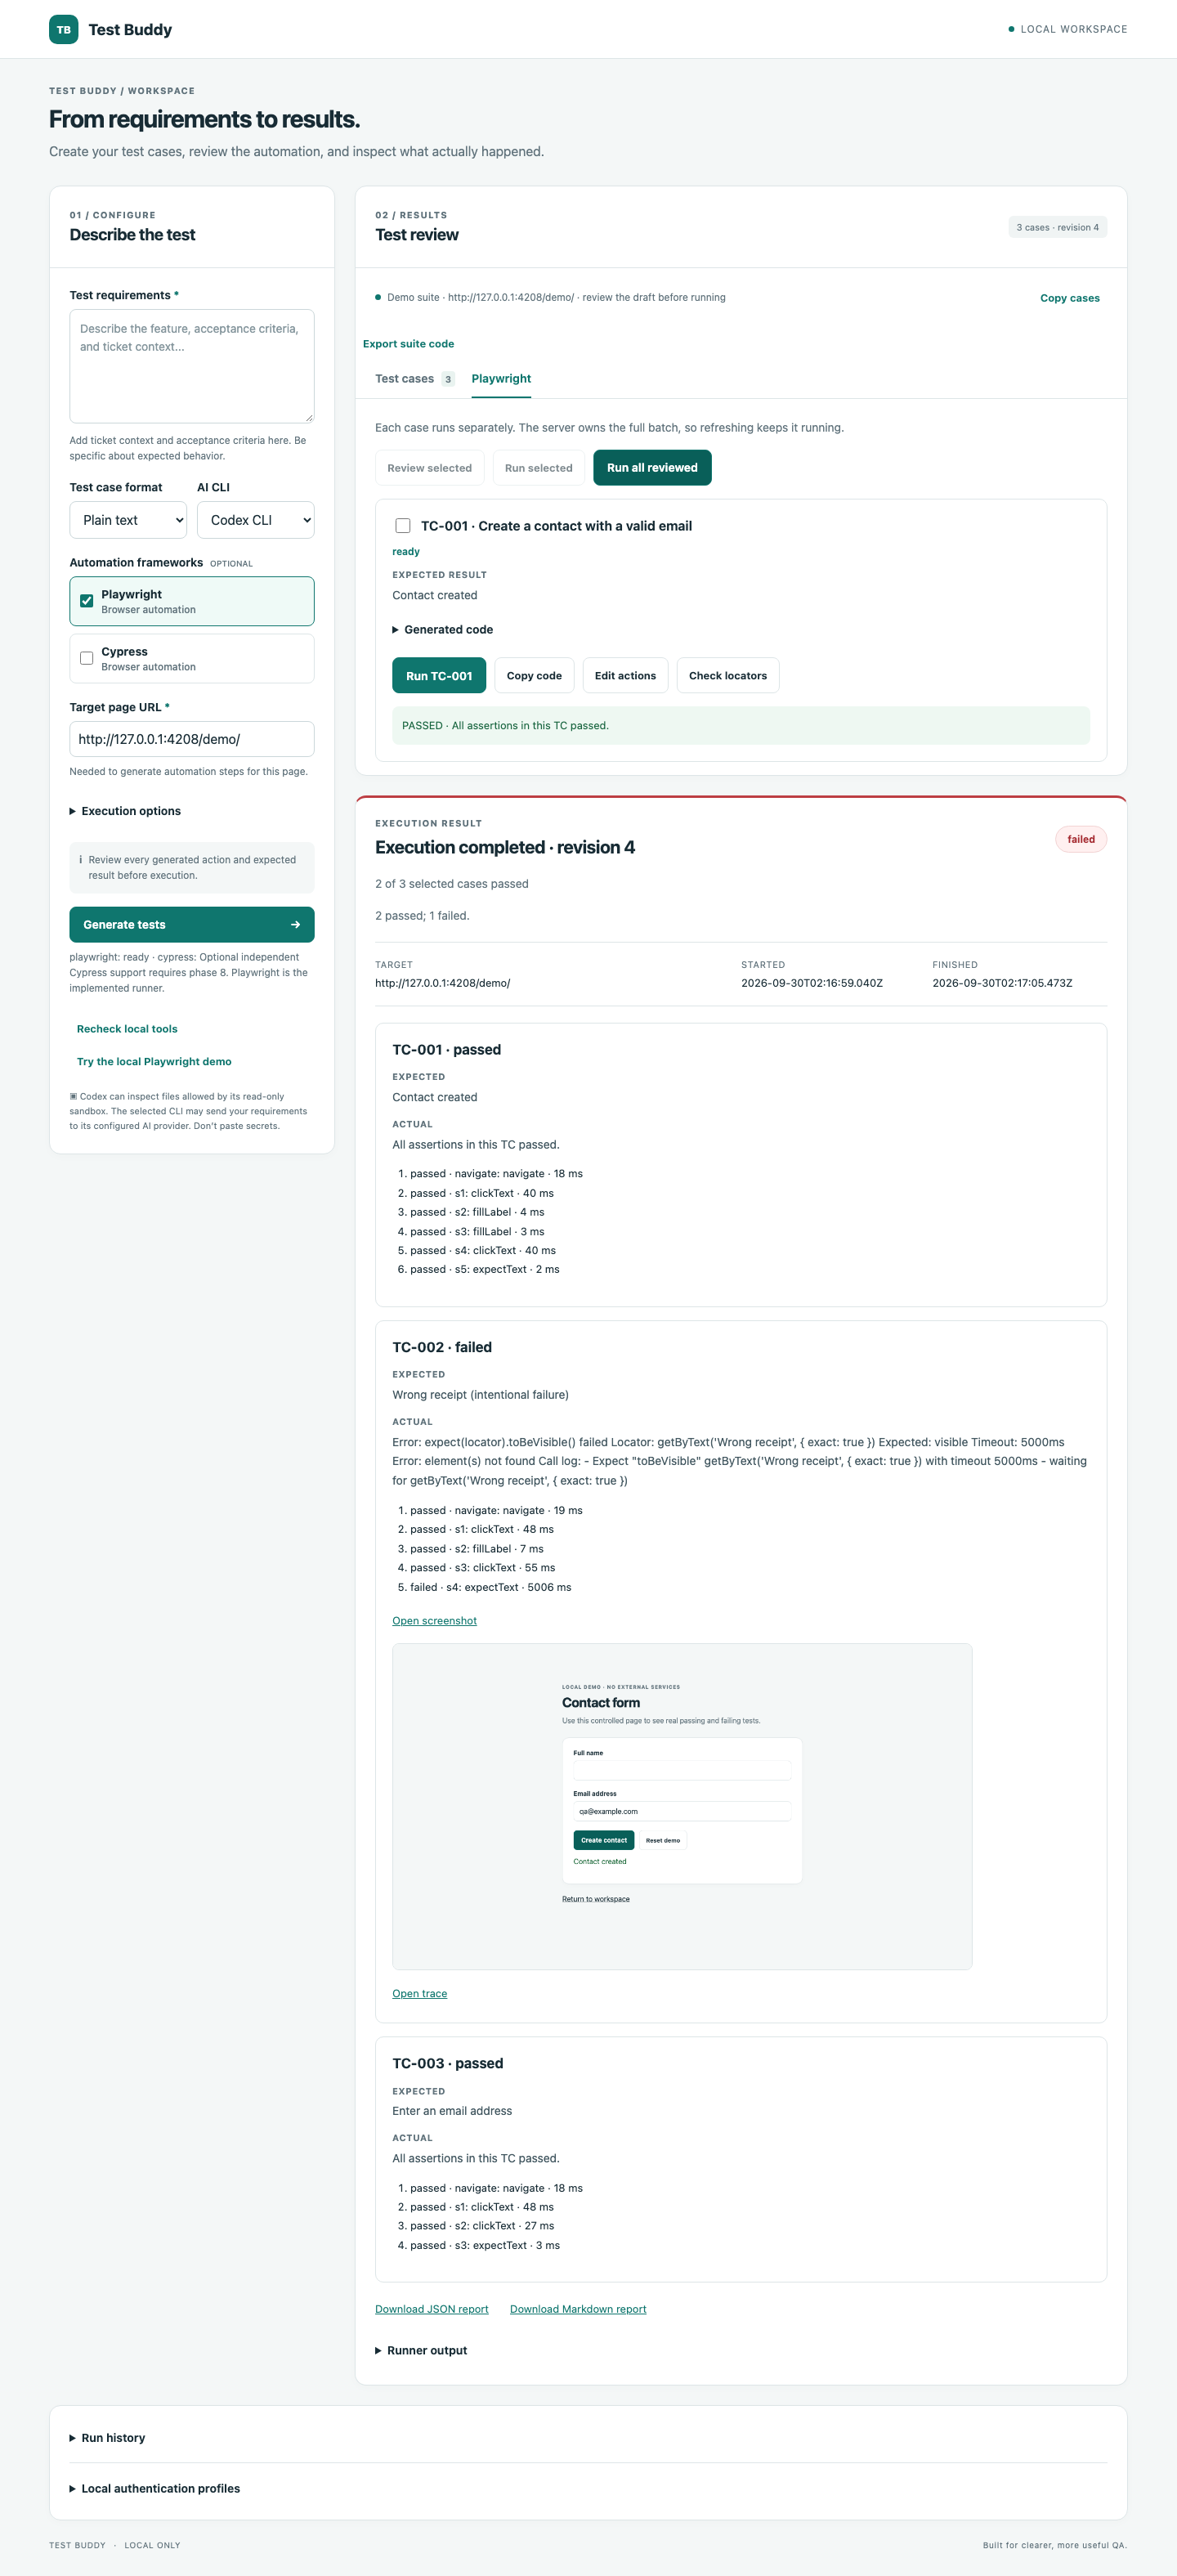 TB Test Buddy
LOCAL WORKSPACE
TEST BUDDY / WORKSPACE
From requirements to results.
Create your test cases, review the automation, and inspect what actually happened.
01 / CONFIGURE
Describe the test
Test requirements *
Describe the feature, acceptance criteria,
and ticket context...
Add ticket context and acceptance criteria here. Be
specific about expected behavior.
Test case format
AI CLI
Plain text
Codex CLI
Automation frameworks OPTIONAL
Playwright
Browser automation
Cypress
Browser automation
Target page URL *
http://127.0.0.1:4208/demo/
Needed to generate automation steps for this page.
Execution options
i Review every generated action and expected
result before execution.
Generate tests →
playwright: ready · cypress: Optional independent
Cypress support requires phase 8. Playwright is the
implemented runner.
Recheck local tools
Try the local Playwright demo
▣ Codex can inspect files allowed by its read-only
sandbox. The selected CLI may send your requirements
to its configured AI provider. Don't paste secrets.
02 / RESULTS
Test review
3 cases · revision 4
Demo suite · http://127.0.0.1:4208/demo/ · review the draft before running
Copy cases
Export suite code
Test cases 3
Playwright
Each case runs separately. The server owns the full batch, so refreshing keeps it running.
Review selected
Run selected
Run all reviewed
TC-001 · Create a contact with a valid email
ready
EXPECTED RESULT
Contact created
Generated code
Run TC-001
Copy code
Edit actions
Check locators
PASSED · All assertions in this TC passed.
EXECUTION RESULT
Execution completed · revision 4
failed
2 of 3 selected cases passed
2 passed; 1 failed.
TARGET
http://127.0.0.1:4208/demo/
STARTED
2026-09-30T02:16:59.040Z
FINISHED
2026-09-30T02:17:05.473Z
TC-001 · passed
EXPECTED
Contact created
ACTUAL
All assertions in this TC passed.
1. passed · navigate: navigate · 18 ms
2. passed · s1: clickText · 40 ms
3. passed · s2: fillLabel · 4 ms
4. passed · s3: fillLabel · 3 ms
5. passed · s4: clickText · 40 ms
6. passed · s5: expectText · 2 ms
TC-002 · failed
EXPECTED
Wrong receipt (intentional failure)
ACTUAL
Error: expect(locator).toBeVisible() failed Locator: getByText('Wrong receipt', { exact: true }) Expected: visible Timeout: 5000ms
Error: element(s) not found Call log: - Expect "toBeVisible" getByText('Wrong receipt', { exact: true }) with timeout 5000ms - waiting
for getByText('Wrong receipt', { exact: true })
1. passed · navigate: navigate · 19 ms
2. passed · s1: clickText · 48 ms
3. passed · s2: fillLabel · 7 ms
4. passed · s3: clickText · 55 ms
5. failed · s4: expectText · 5006 ms
Open screenshot
LOCAL DEMO · NO EXTERNAL SERVICES
Contact form
Use this controlled page to see real passing and failing tests.
Full name
Email address
qa@example.com
Create contact
Reset demo
Contact created
Return to workspace
Open trace
TC-003 · passed
EXPECTED
Enter an email address
ACTUAL
All assertions in this TC passed.
1. passed · navigate: navigate · 18 ms
2. passed · s1: clickText · 48 ms
3. passed · s2: clickText · 27 ms
4. passed · s3: expectText · 3 ms
Download JSON report
Download Markdown report
Runner output
Run history
Local authentication profiles
TEST BUDDY · LOCAL ONLY
Built for clearer, more useful QA.